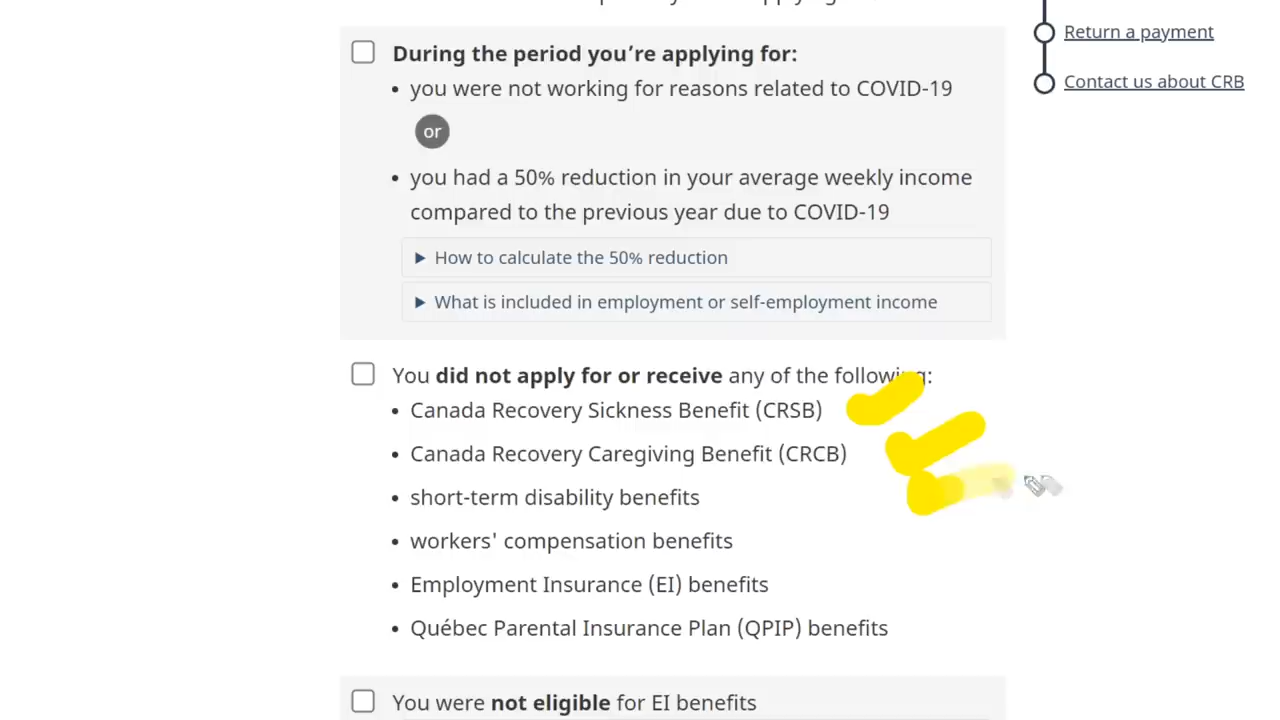 During the period you're applying for:
• you were not working for reasons related to COVID-19
or
• you had a 50% reduction in your average weekly income
compared to the previous year due to COVID-19
▶ How to calculate the 50% reduction
▶ What is included in employment or self-employment income
You did not apply for or receive any of the following:
• Canada Recovery Sickness Benefit (CRSB)
• Canada Recovery Caregiving Benefit (CRCB)
• short-term disability benefits
• workers' compensation benefits
• Employment Insurance (EI) benefits
• Québec Parental Insurance Plan (QPIP) benefits
You were not eligible for EI benefits
Return a payment
Contact us about CRB